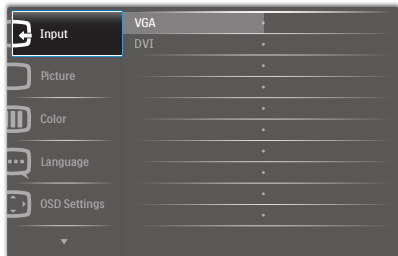 Input
VGA
DVI
Picture
Color
Language
OSD Settings